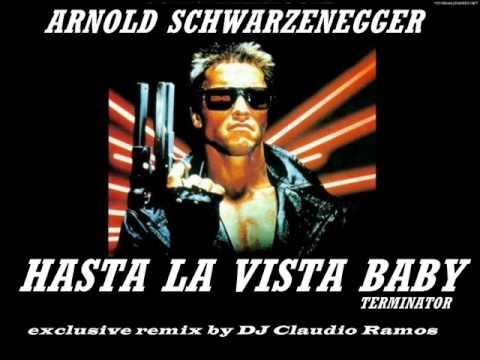 ARNOLD SCHWARZENEGGER
HASTA LA VISTA BABY
TERMINATOR
exclusive remix by DJ Claudio Ramos